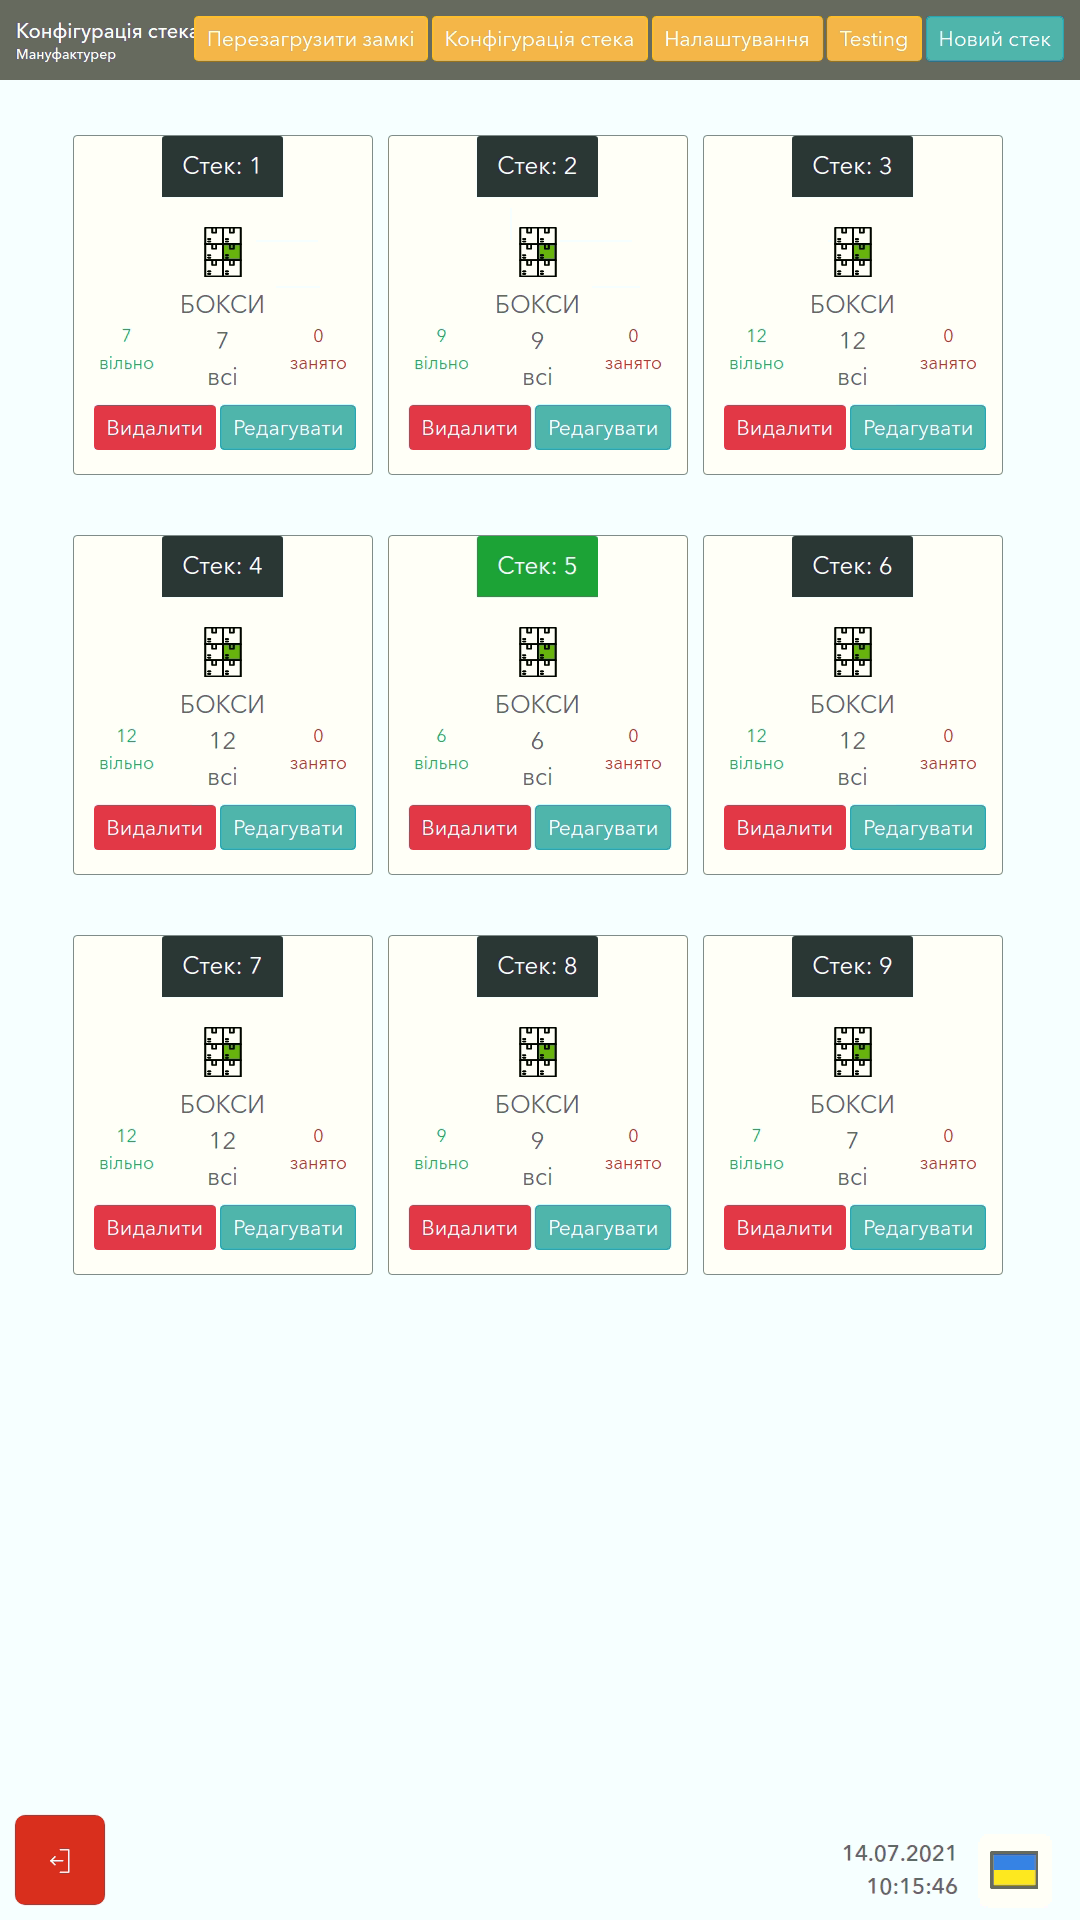 Конфігурація стека
Мануфактурер
Перезагрузити замкі
Конфігурація стека
Налаштування
Testing
Новий стек
Стек: 1
БОКСИ
7 7 0
вільно всі занято
Видалити Редагувати
Стек: 2
БОКСИ
9 9 0
вільно всі занято
Видалити Редагувати
Стек: 3
БОКСИ
12 12 0
вільно всі занято
Видалити Редагувати
Стек: 4
БОКСИ
12 12 0
вільно всі занято
Видалити Редагувати
Стек: 5
БОКСИ
6 6 0
вільно всі занято
Видалити Редагувати
Стек: 6
БОКСИ
12 12 0
вільно всі занято
Видалити Редагувати
Стек: 7
БОКСИ
12 12 0
вільно всі занято
Видалити Редагувати
Стек: 8
БОКСИ
9 9 0
вільно всі занято
Видалити Редагувати
Стек: 9
БОКСИ
7 7 0
вільно всі занято
Видалити Редагувати
14.07.2021
10:15:46